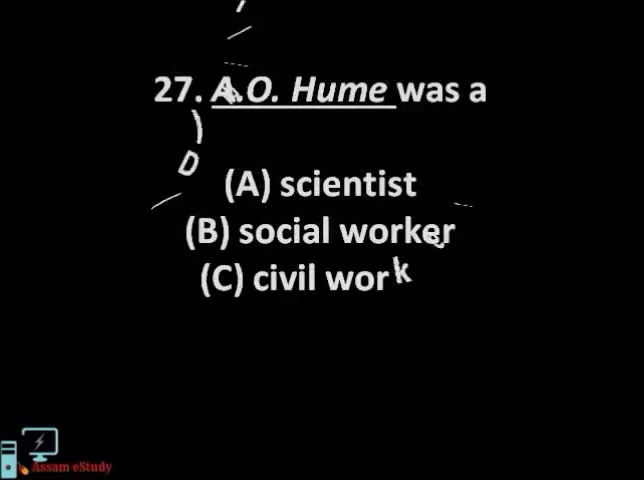 27. A.O. Hume was a
) D
(A) scientist
(B) social worker
(C) civil work
Assam eStudy